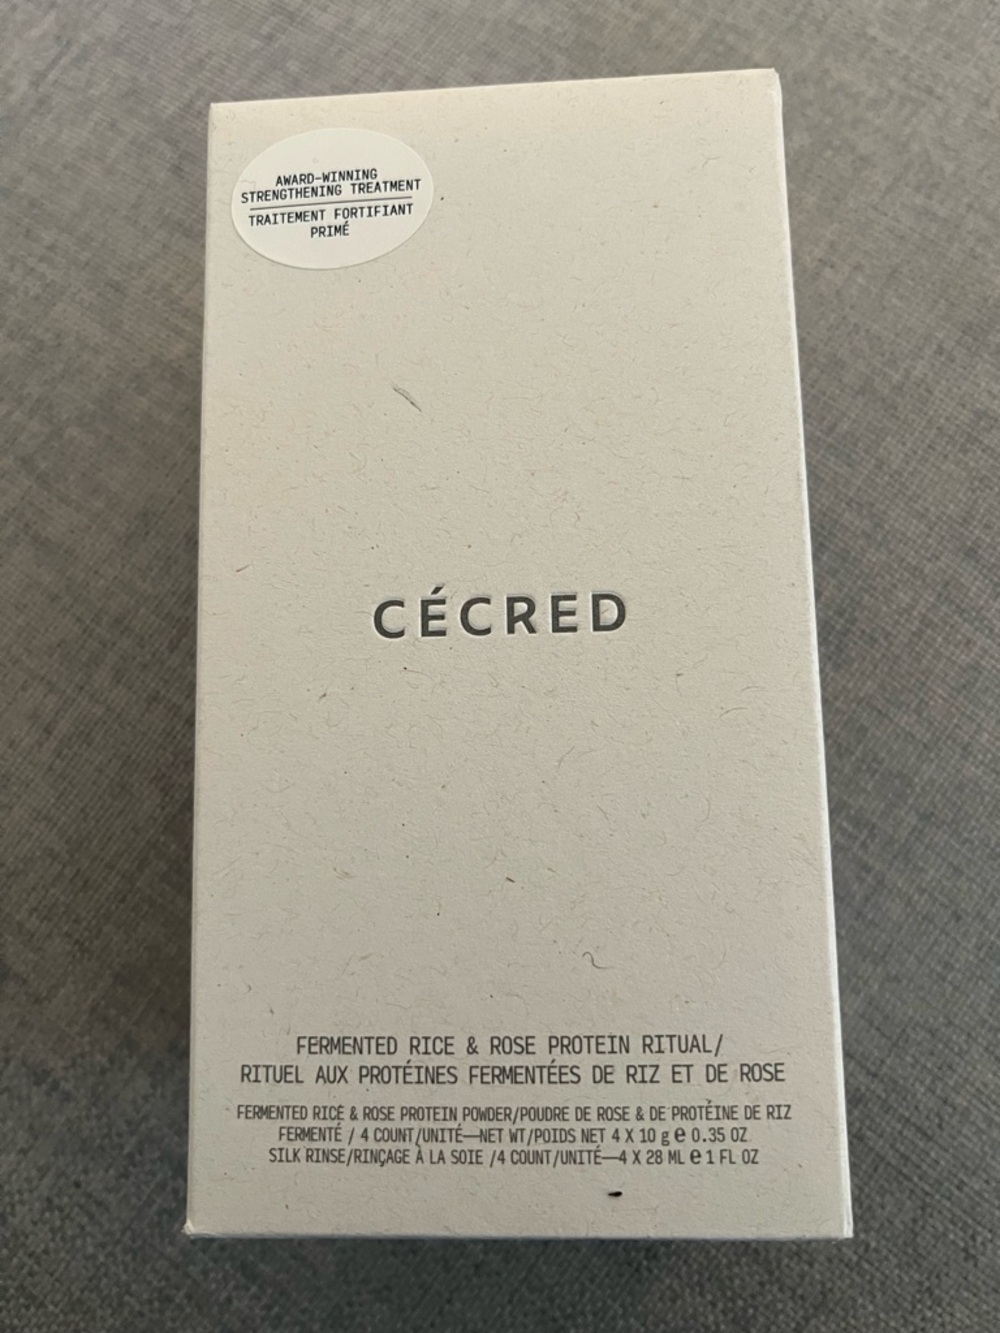 AWARD-WINNING
STRENGTHENING TREATMENT
TRAITEMENT FORTIFIANT
PRIMÉ
CÉCRED
FERMENTED RICE & ROSE PROTEIN RITUAL/
RITUEL AUX PROTÉINES FERMENTÉES DE RIZ ET DE ROSE
FERMENTED RICE & ROSE PROTEIN POWDER/POUDRE DE ROSE & DE PROTÉINE DE RIZ
FERMENTÉ / 4 COUNT/UNITÉ—NET WT/POIDS NET 4 X 10 g ℮ 0.35 OZ
SILK RINSE/RINÇAGE À LA SOIE /4 COUNT/UNITÉ—4 X 28 ML ℮ 1 FL OZ